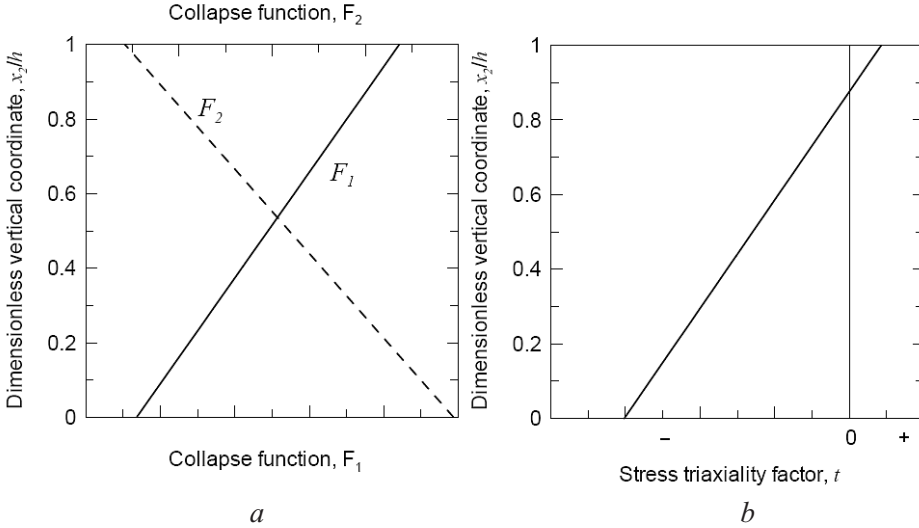 Collapse function, F₂
Dimensionless vertical coordinate, x₂/h
1
0.8
0.6
0.4
0.2
0
F₂
F₁
Collapse function, F₁
a
Dimensionless vertical coordinate, x₂/h
1
0.8
0.6
0.4
0.2
0
– 0 +
Stress triaxiality factor, t
b